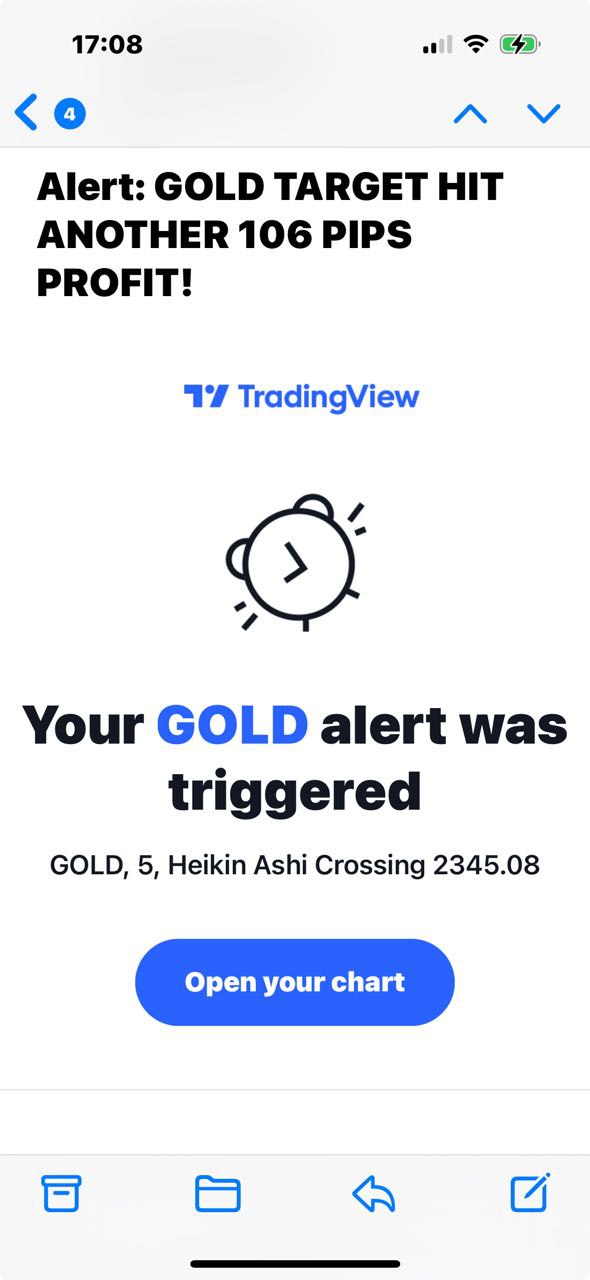 17:08
4
Alert: GOLD TARGET HIT
ANOTHER 106 PIPS
PROFIT!
TradingView
Your GOLD alert was
triggered
GOLD, 5, Heikin Ashi Crossing 2345.08
Open your chart